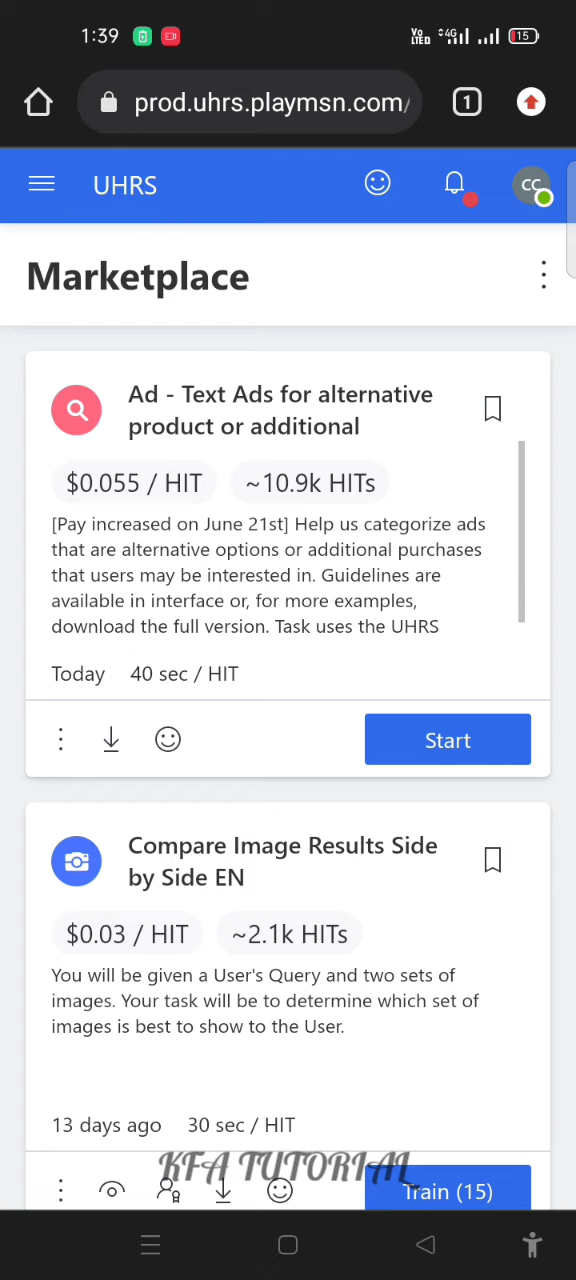 1:39
Vo LTED 4G 15
prod.uhrs.playmsn.com/
1
UHRS
CC
Marketplace
Ad - Text Ads for alternative
product or additional
$0.055 / HIT ~10.9k HITs
[Pay increased on June 21st] Help us categorize ads
that are alternative options or additional purchases
that users may be interested in. Guidelines are
available in interface or, for more examples,
download the full version. Task uses the UHRS
Today 40 sec / HIT
Start
Compare Image Results Side
by Side EN
$0.03 / HIT ~2.1k HITs
You will be given a User's Query and two sets of
images. Your task will be to determine which set of
images is best to show to the User.
13 days ago 30 sec / HIT
KFA TUTORIAL
Train (15)